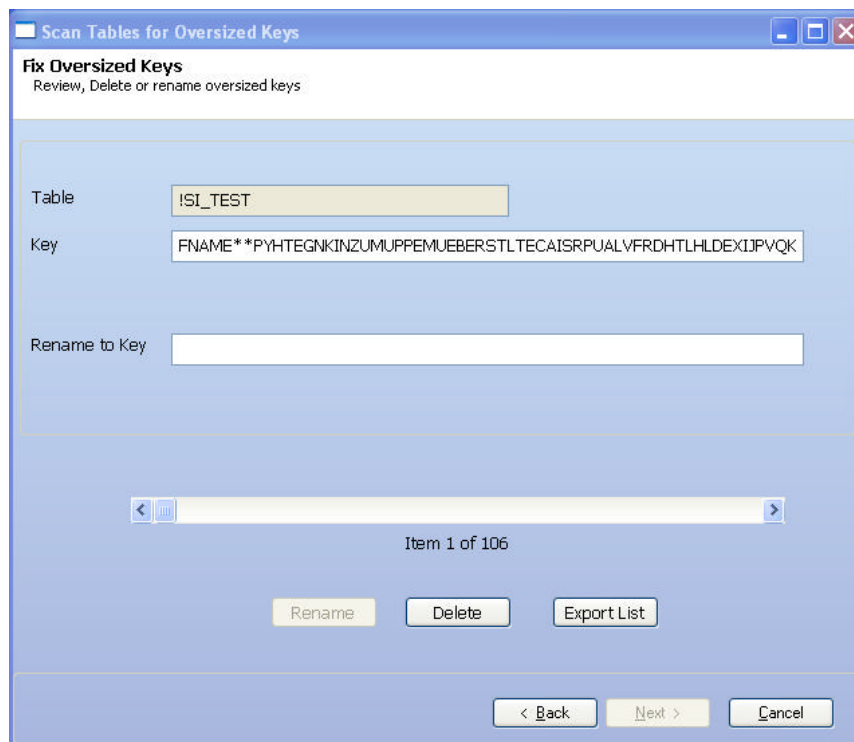 Scan Tables for Oversized Keys
Fix Oversized Keys
Review, Delete or rename oversized keys
Table
!SI_TEST
Key
FNAME**PYHTEGNKINZUMUPPEMUEBERSTLTECAISRPUALVFRDHTLHLDEXIJPVQK
Rename to Key
Item 1 of 106
Rename
Delete
Export List
< Back
Next >
Cancel